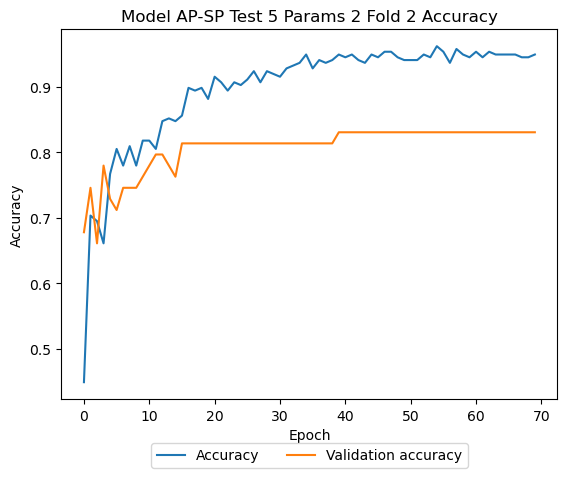 Model AP-SP Test 5 Params 2 Fold 2 Accuracy
Accuracy
0.9
0.8
0.7
0.6
0.5
0 10 20 30 40 50 60 70
Epoch
Accuracy Validation accuracy